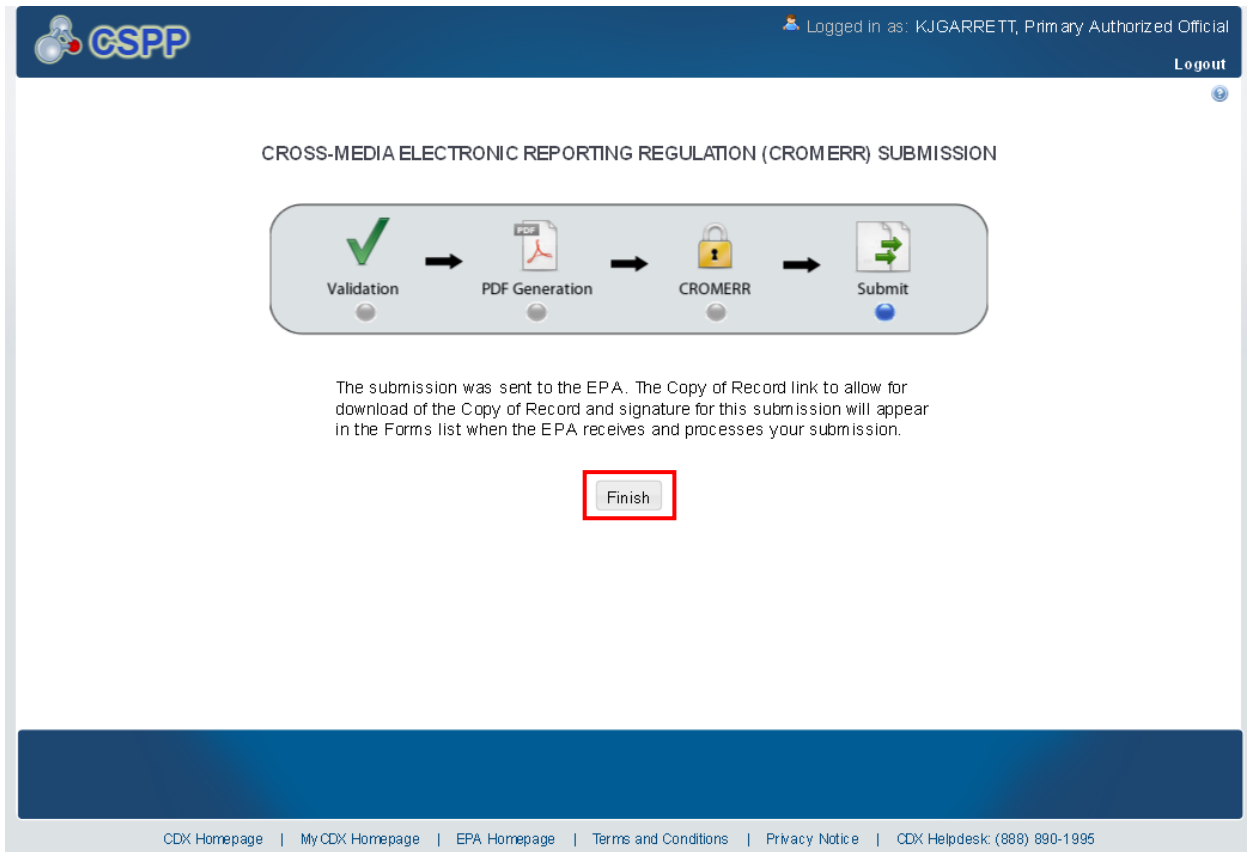 CSPP
Logged in as: KJGARRETT, Primary Authorized Official
Logout
CROSS-MEDIA ELECTRONIC REPORTING REGULATION (CROMERR) SUBMISSION
PDF
Validation PDF Generation CROMERR Submit
The submission was sent to the EPA. The Copy of Record link to allow for
download of the Copy of Record and signature for this submission will appear
in the Forms list when the EPA receives and processes your submission.
Finish
CDX Homepage | MyCDX Homepage | EPA Homepage | Terms and Conditions | Privacy Notice | CDX Helpdesk: (888) 890-1995